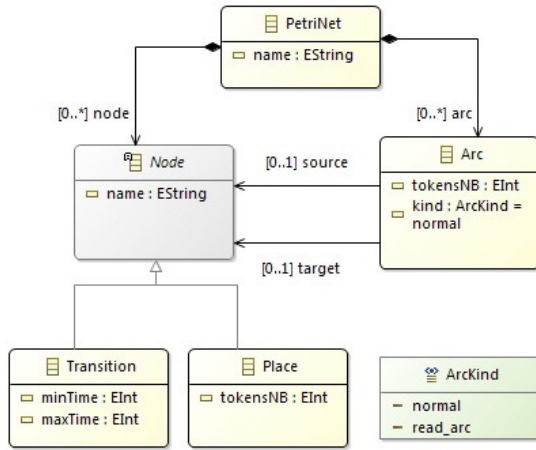 PetriNet
name : EString
[0..*] node
[0..*] arc
Node
name : EString
[0..1] source
[0..1] target
Arc
tokensNB : EInt
kind : ArcKind =
normal
Transition
minTime : EInt
maxTime : EInt
Place
tokensNB : EInt
ArcKind
normal
read_arc